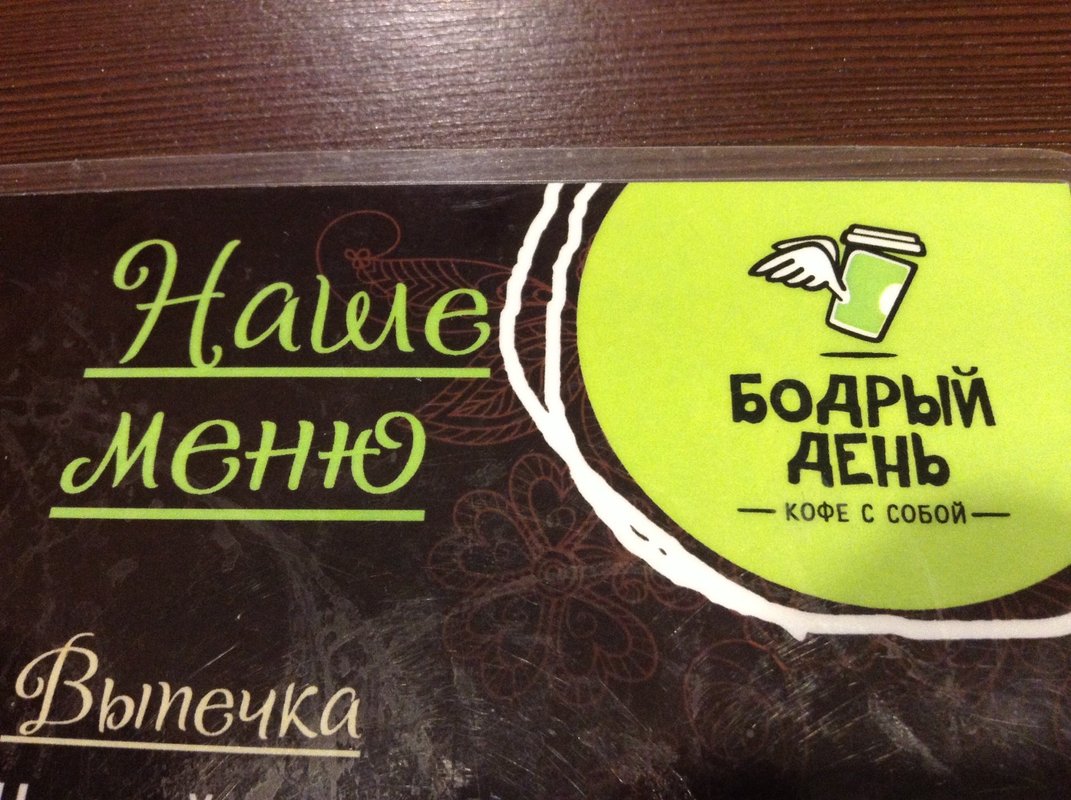 Наше
меню
БОДРЫЙ
ДЕНЬ
КОФЕ С СОБОЙ
Выпечка